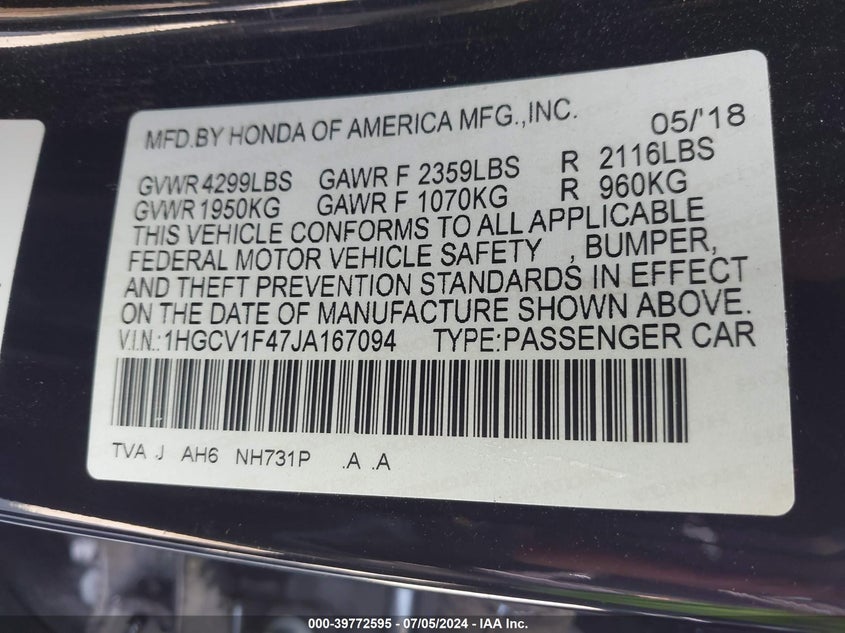 MFD.BY HONDA OF AMERICA MFG.,INC. 05/'18
GVWR 4299LBS GAWR F 2359LBS R 2116LBS
GVWR 1950KG GAWR F 1070KG R 960KG
THIS VEHICLE CONFORMS TO ALL APPLICABLE
FEDERAL MOTOR VEHICLE SAFETY , BUMPER,
AND THEFT PREVENTION STANDARDS IN EFFECT
ON THE DATE OF MANUFACTURE SHOWN ABOVE.
V.I.N.:1HGCV1F47JA167094 TYPE:PASSENGER CAR
TVA J AH6 NH731P .A .A
000-39772595 - 07/05/2024 - IAA Inc.